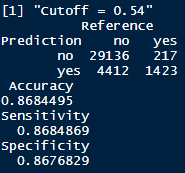 [1] "Cutoff = 0.54"
Reference
Prediction no yes
no 29136 217
yes 4412 1423
Accuracy
0.8684495
Sensitivity
0.8684869
Specificity
0.8676829